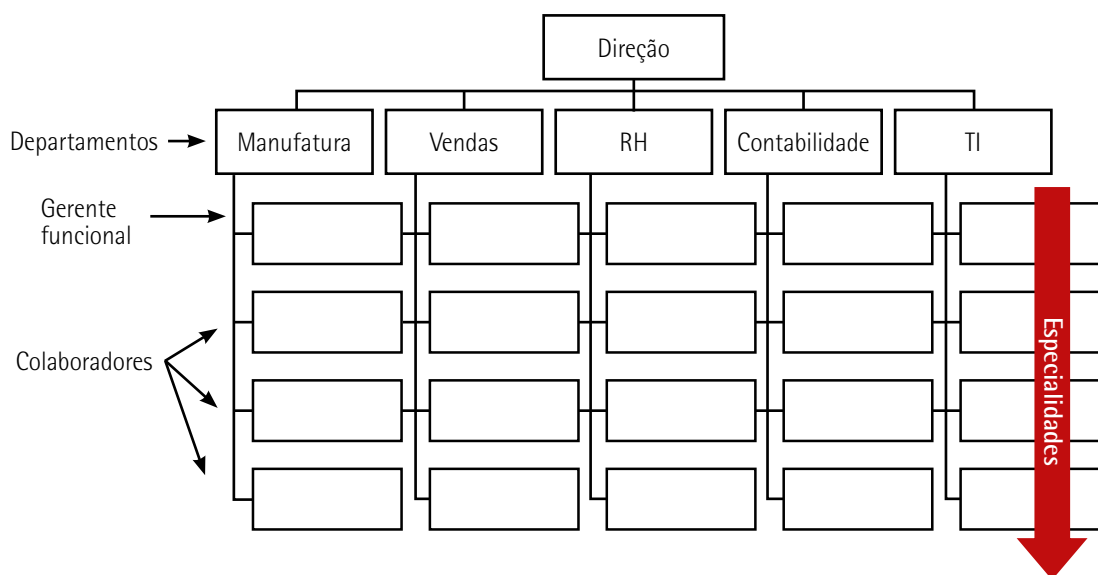 Direção
Departamentos
Manufatura
Vendas
RH
Contabilidade
TI
Gerente
funcional
Colaboradores
Especialidades